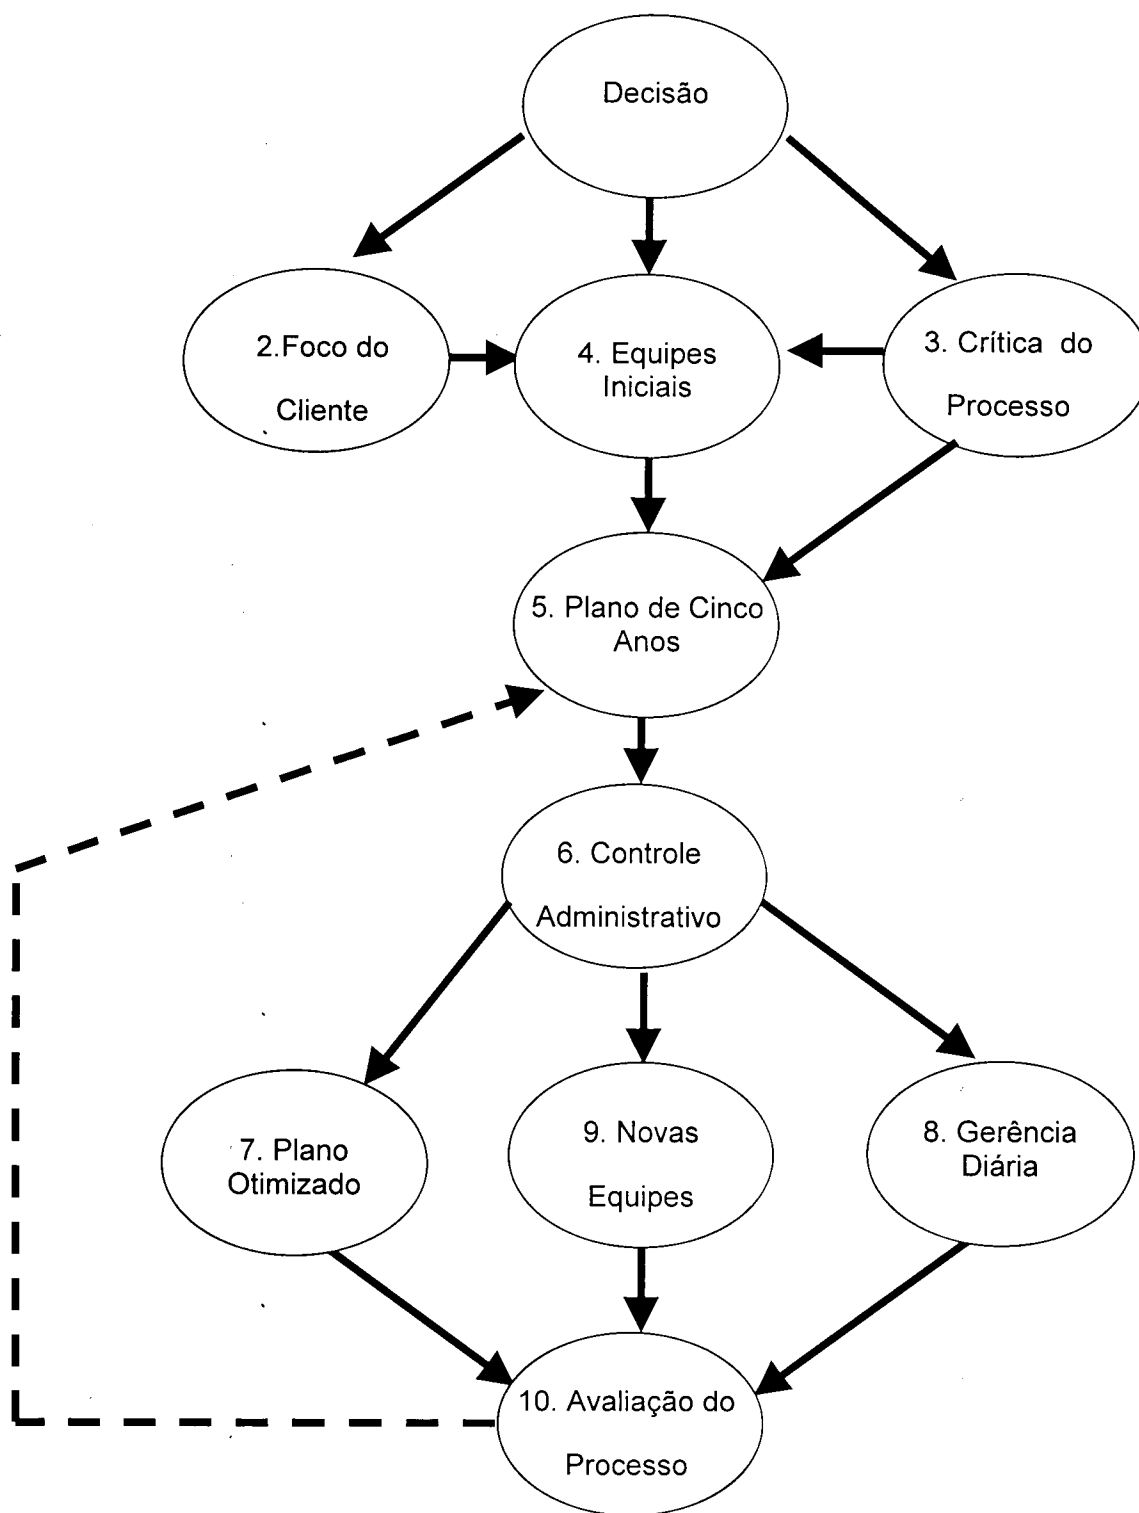 Decisão
2.Foco do
Cliente
4. Equipes
Iniciais
3. Crítica do
Processo
5. Plano de Cinco
Anos
6. Controle
Administrativo
7. Plano
Otimizado
9. Novas
Equipes
8. Gerência
Diária
10. Avaliação do
Processo